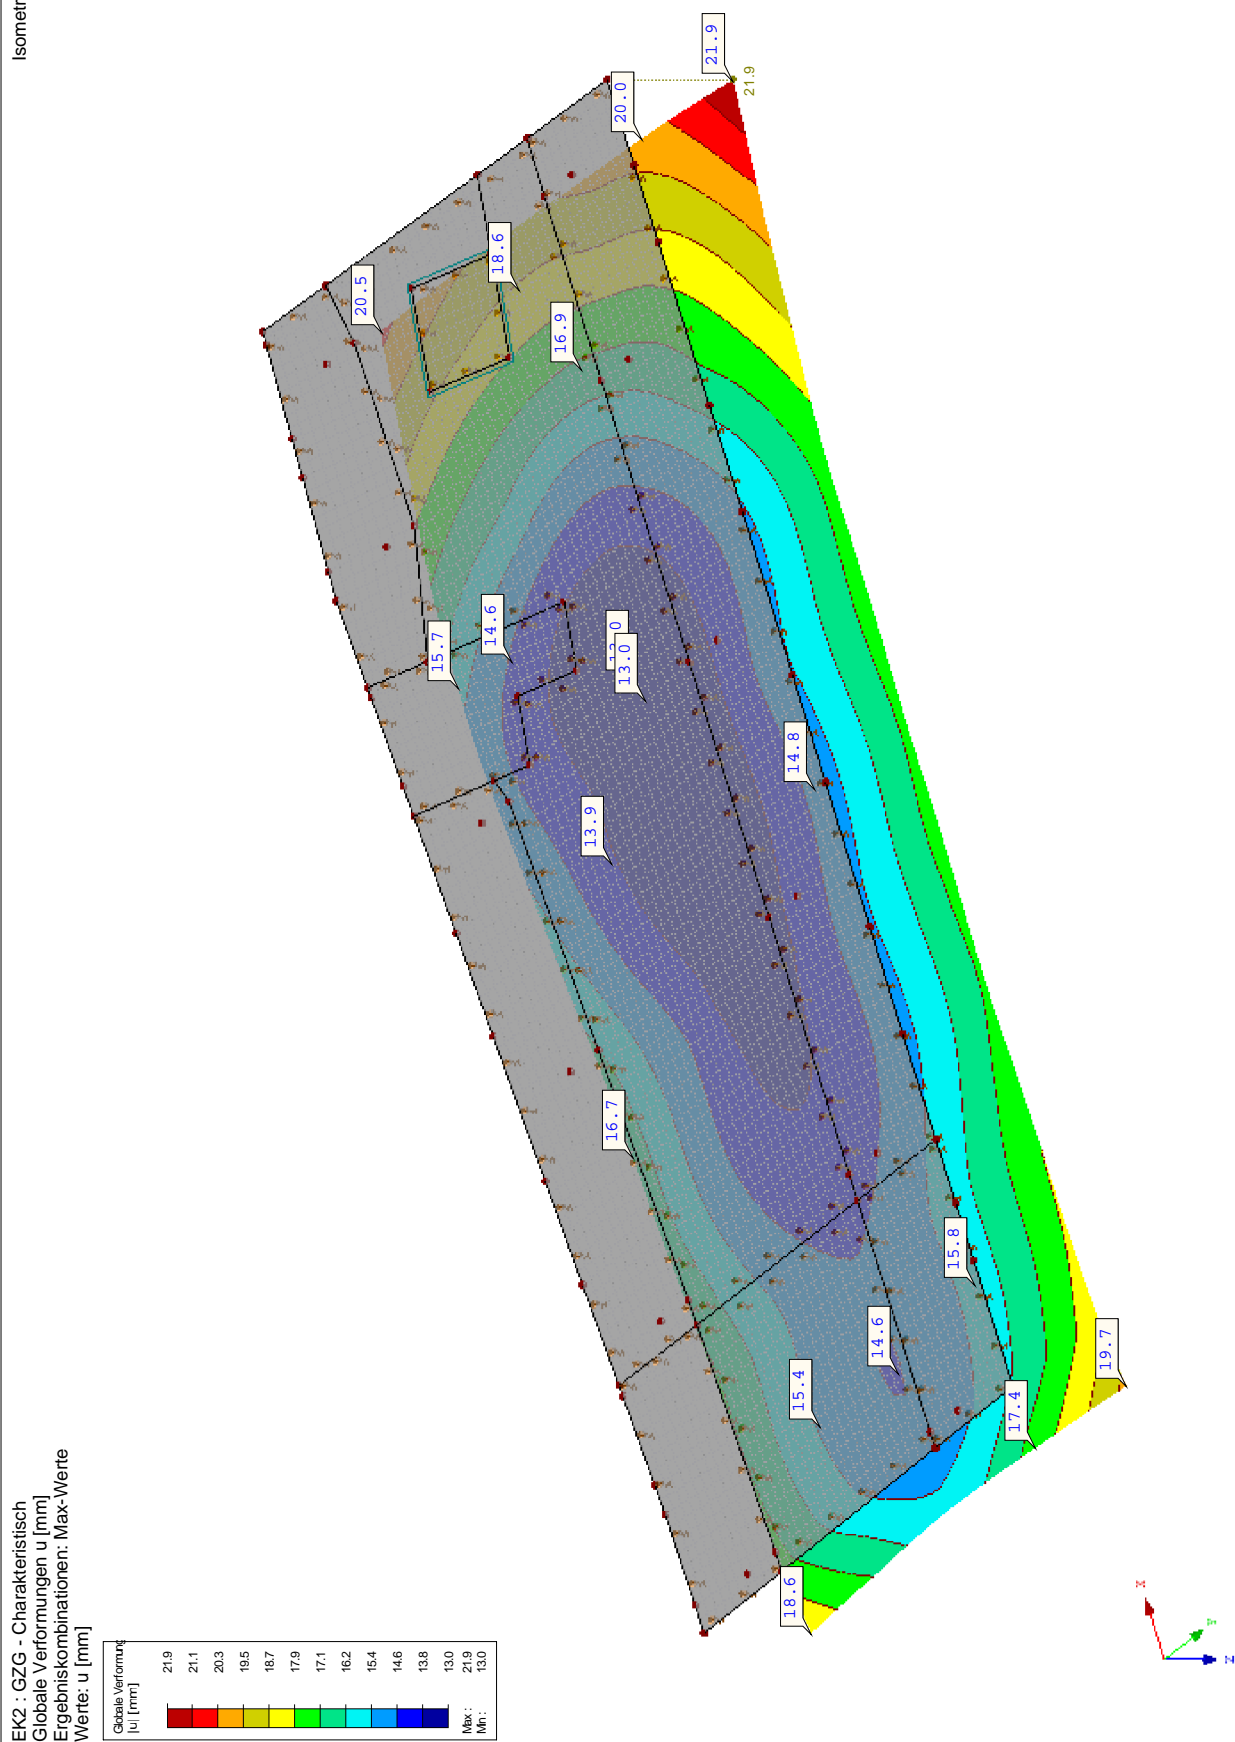 Isometr
EK2 : GZG - Charakteristisch
Globale Verformungen u [mm]
Ergebniskombinationen: Max-Werte
Werte: u [mm]
Globale Verformung
|u| [mm]
21.9
21.1
20.3
19.5
18.7
17.9
17.1
16.2
15.4
14.6
13.8
13.0
Max : 21.9
Min : 13.0
21.9
21.9
20.0
20.5
18.6
16.9
15.7
14.6
13.0
14.8
13.9
16.7
15.8
14.6
15.4
19.7
17.4
18.6
X
Y
Z